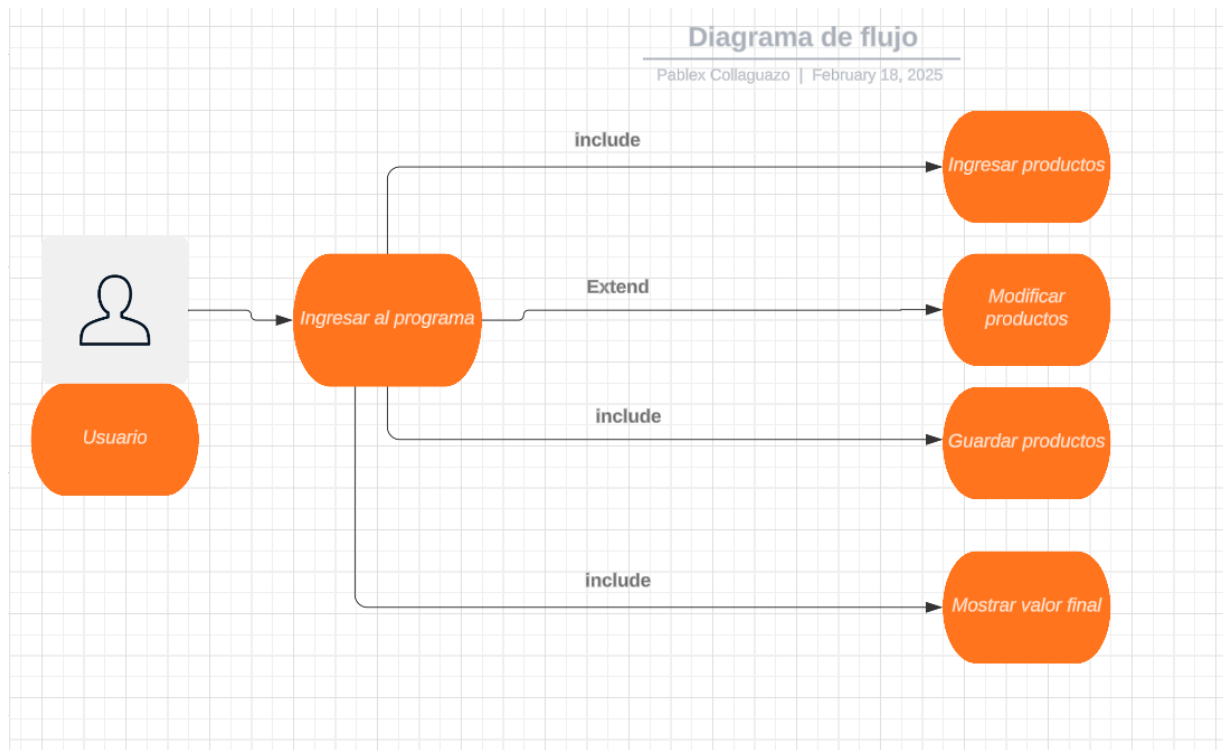 Diagrama de flujo
Pablex Collaguazo | February 18, 2025
include
Ingresar productos
Extend
Modificar
productos
Ingresar al programa
include
Usuario
Guardar productos
include
Mostrar valor final